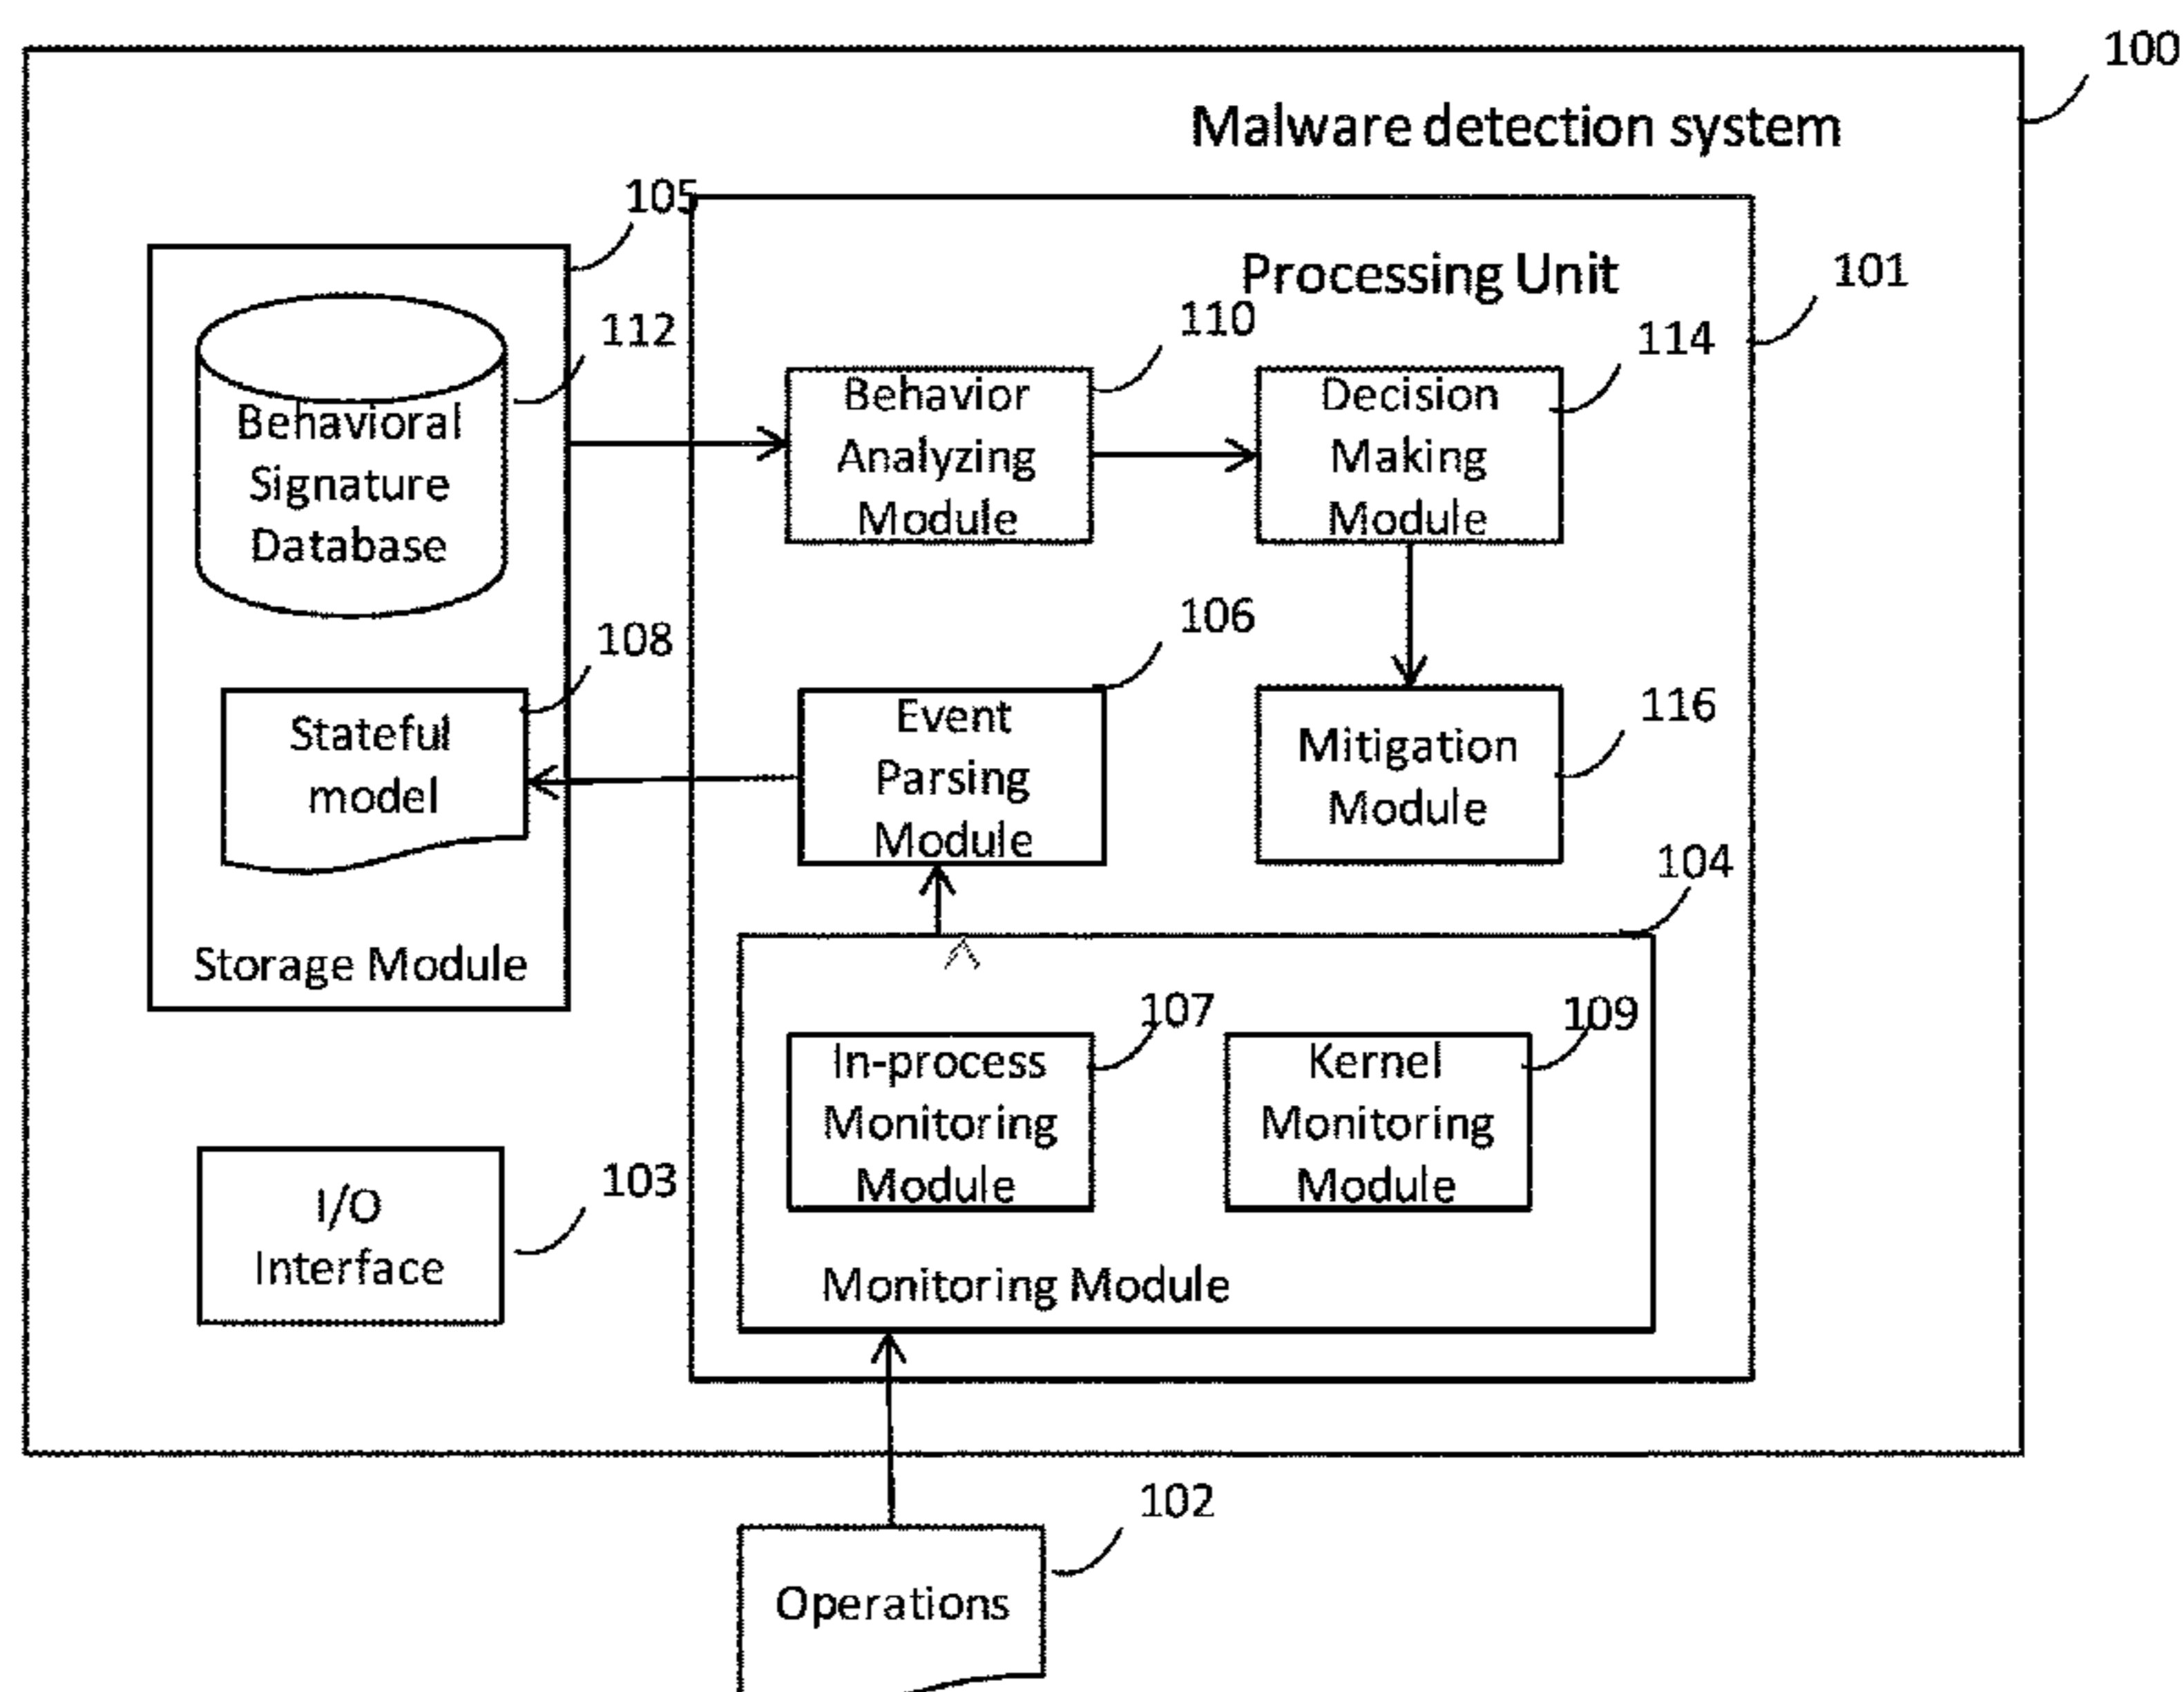 100
Malware detection system
105
Processing Unit
101
112
110
114
Behavioral
Signature
Database
Behavior
Analyzing
Module
Decision
Making
Module
108
106
116
Stateful
model
Event
Parsing
Module
Mitigation
Module
104
Storage Module
107
109
In-process
Monitoring
Module
Kernel
Monitoring
Module
103
I/O
Interface
Monitoring Module
102
Operations